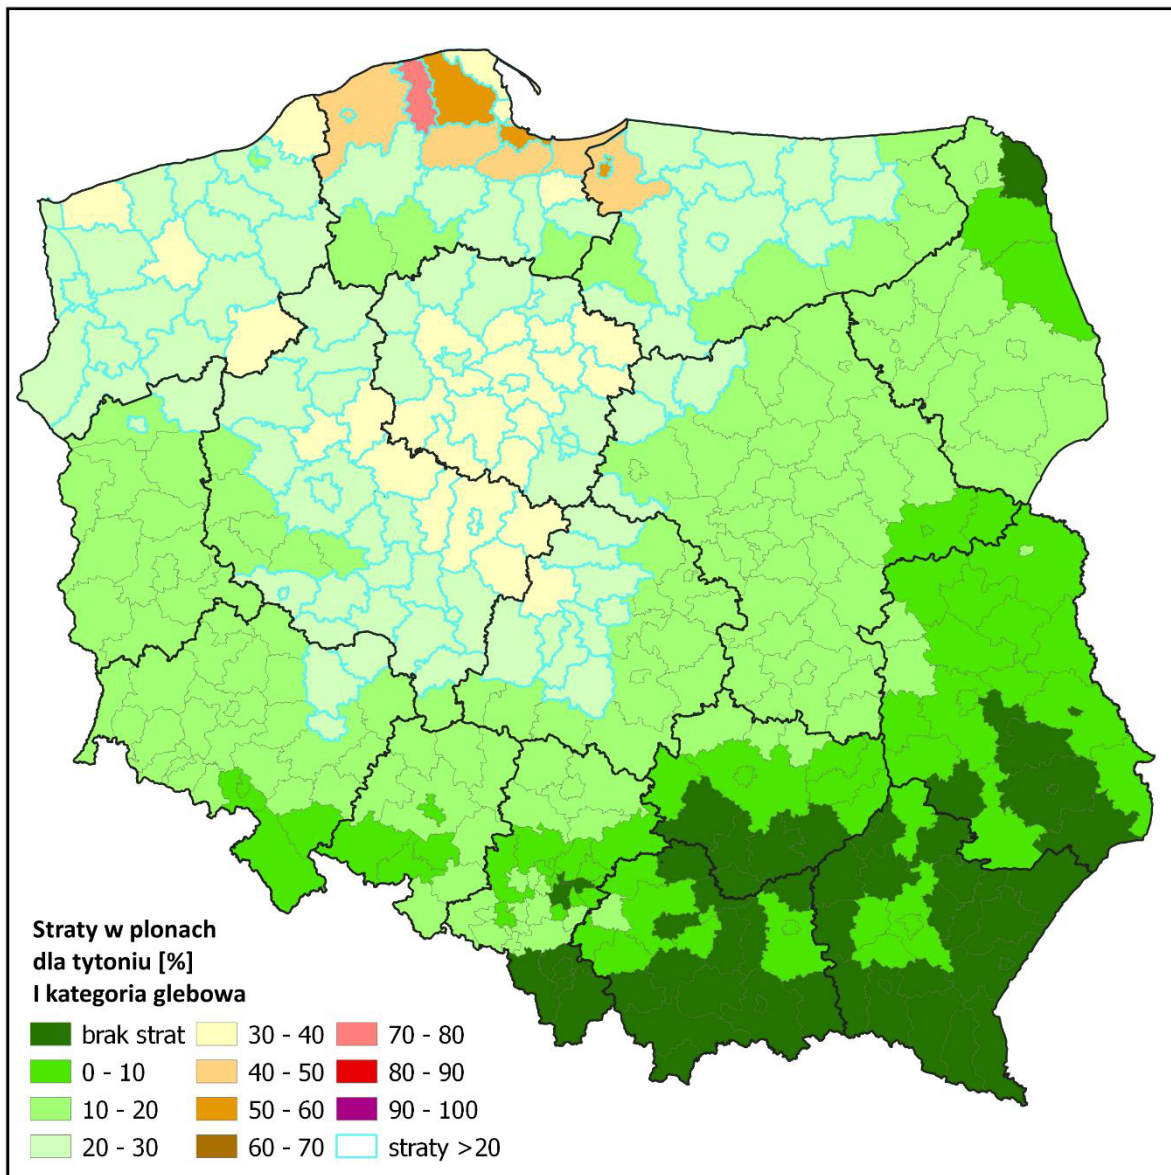 Straty w plonach
dla tytoniu [%]
I kategoria glebowa
brak strat
0 - 10
10 - 20
20 - 30
30 - 40
40 - 50
50 - 60
60 - 70
70 - 80
80 - 90
90 - 100
straty >20